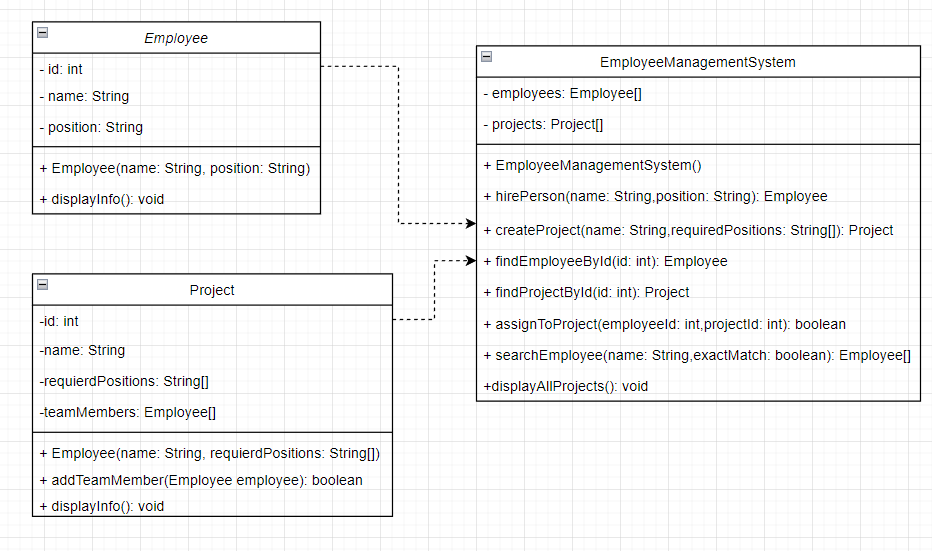 Employee
- id: int
- name: String
- position: String
+ Employee(name: String, position: String)
+ displayInfo(): void
Project
-id: int
-name: String
-requierdPositions: String[]
-teamMembers: Employee[]
+ Employee(name: String, requierdPositions: String[])
+ addTeamMember(Employee employee): boolean
+ displayInfo(): void
EmployeeManagementSystem
- employees: Employee[]
- projects: Project[]
+ EmployeeManagementSystem()
+ hirePerson(name: String,position: String): Employee
+ createProject(name: String,requiredPositions: String[]): Project
+ findEmployeeById(id: int): Employee
+ findProjectById(id: int): Project
+ assignToProject(employeeId: int,projectId: int): boolean
+ searchEmployee(name: String,exactMatch: boolean): Employee[]
+displayAllProjects(): void